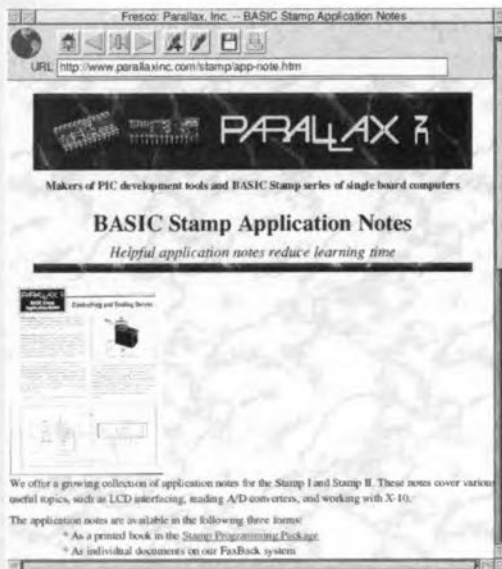 Fresco: Parallax, Inc. -- BASIC Stamp Application Notes
URL http://www.parallaxinc.com/stamp/app-note.htm
PARALLAX
Makers of PIC development tools and BASIC Stamp series of single board computers
BASIC Stamp Application Notes
Helpful application notes reduce learning time
PARALLAX
BASIC Stamp
Application Notes
Controlling and Testing Servos
We offer a growing collection of application notes for the Stamp I and Stamp II. These notes cover various
useful topics, such as LCD interfacing, reading A/D converters, and working with X-10.
The application notes are available in the following three forms:
* As a printed book in the Stamp Programming Package
* As individual documents on our FaxBack system